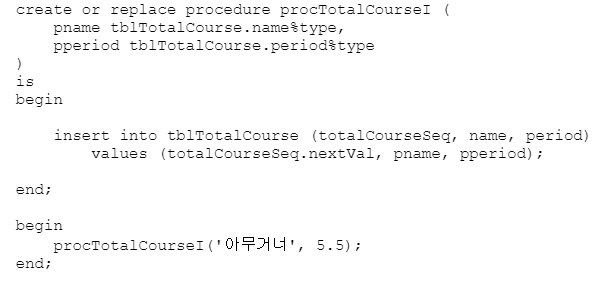 create or replace procedure procTotalCourseI (
pname tblTotalCourse.name%type,
pperiod tblTotalCourse.period%type
)
is
begin
insert into tblTotalCourse (totalCourseSeq, name, period)
values (totalCourseSeq.nextVal, pname, pperiod);
end;
begin
procTotalCourseI('아무거너', 5.5);
end;